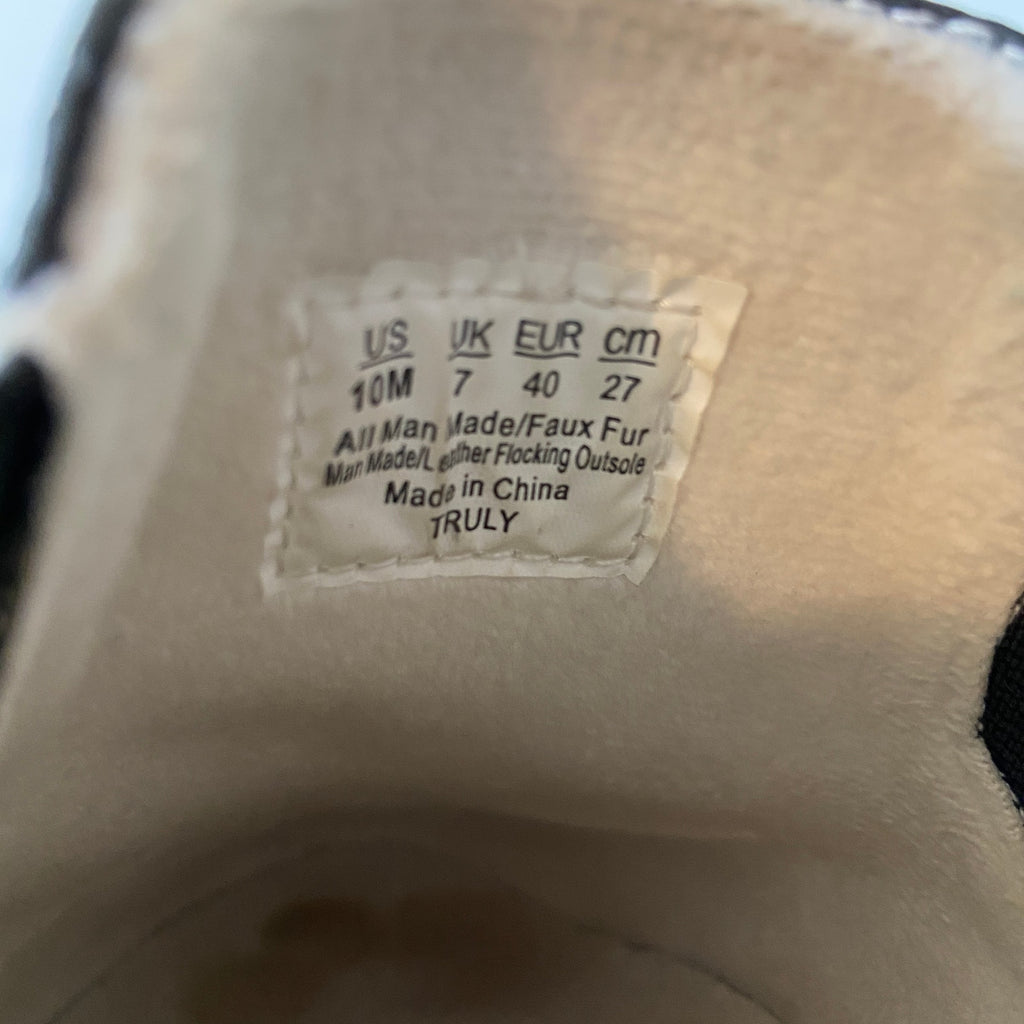 US UK EUR cm
10M 7 40 27
All Man Made/Faux Fur
Man Made/Leather Flocking Outsole
Made in China
TRULY